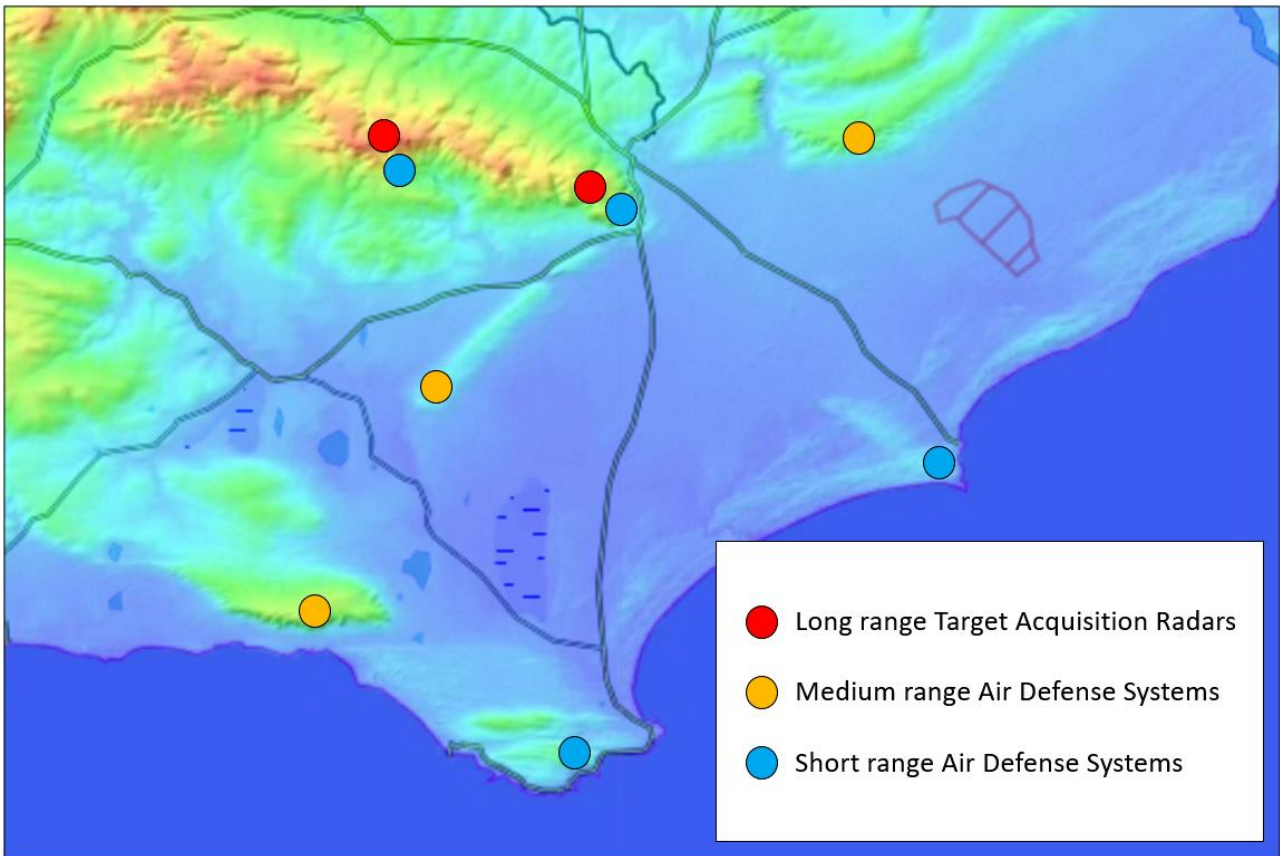 Long range Target Acquisition Radars
Medium range Air Defense Systems
Short range Air Defense Systems